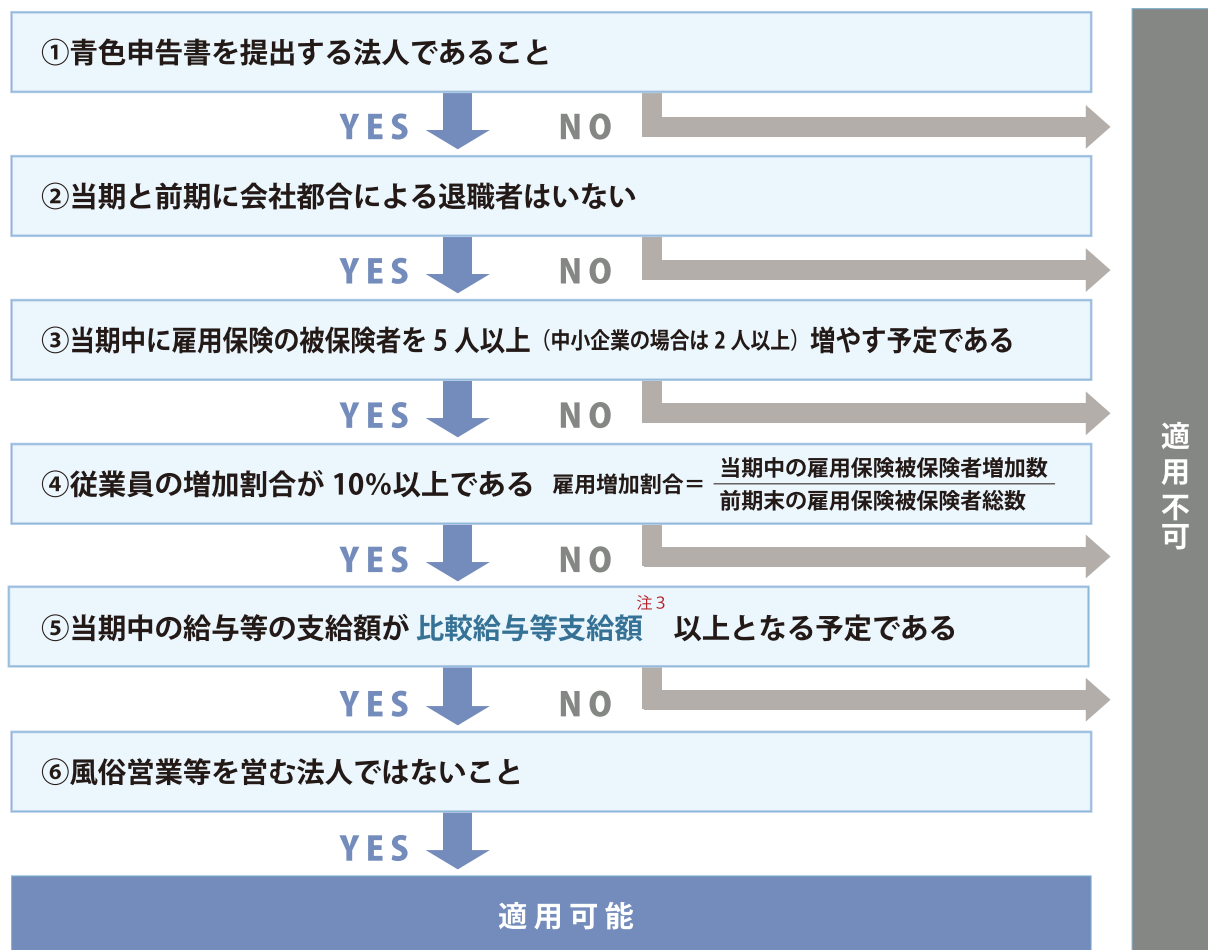 ①青色申告書を提出する法人であること
YES NO
②当期と前期に会社都合による退職者はいない
YES NO
③当期中に雇用保険の被保険者を5人以上（中小企業の場合は2人以上）増やす予定である
YES NO
④従業員の増加割合が10%以上である 雇用増加割合＝
当期中の雇用保険被保険者増加数
前期末の雇用保険被保険者総数
YES NO
注3
⑤当期中の給与等の支給額が 比較給与等支給額 以上となる予定である
YES NO
⑥風俗営業等を営む法人ではないこと
YES
適用可能
適用不可